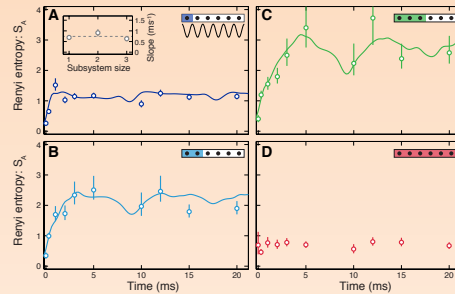 A
C
Renyi entropy: S_A
4
3
2
1
0
1.5
1
0.5
0
Slope (ms⁻¹)
1 2 3
Subsystem size
B
D
Renyi entropy: S_A
4
3
2
1
0
0 5 10 15 20
0 5 10 15 20
Time (ms)
Time (ms)